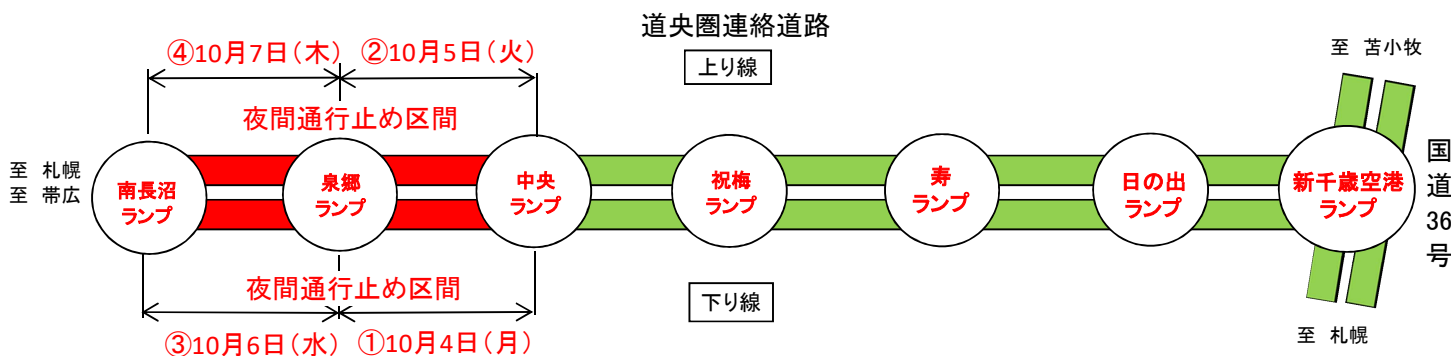 道央圏連絡道路
④10月7日(木) ②10月5日(火)
上り線
至 苫小牧
夜間通行止め区間
至 札幌
至 帯広
南長沼
ランプ
泉郷
ランプ
中央
ランプ
祝梅
ランプ
寿
ランプ
日の出
ランプ
新千歳空港
ランプ
国道36号
夜間通行止め区間
下り線
③10月6日(水) ①10月4日(月)
至 札幌